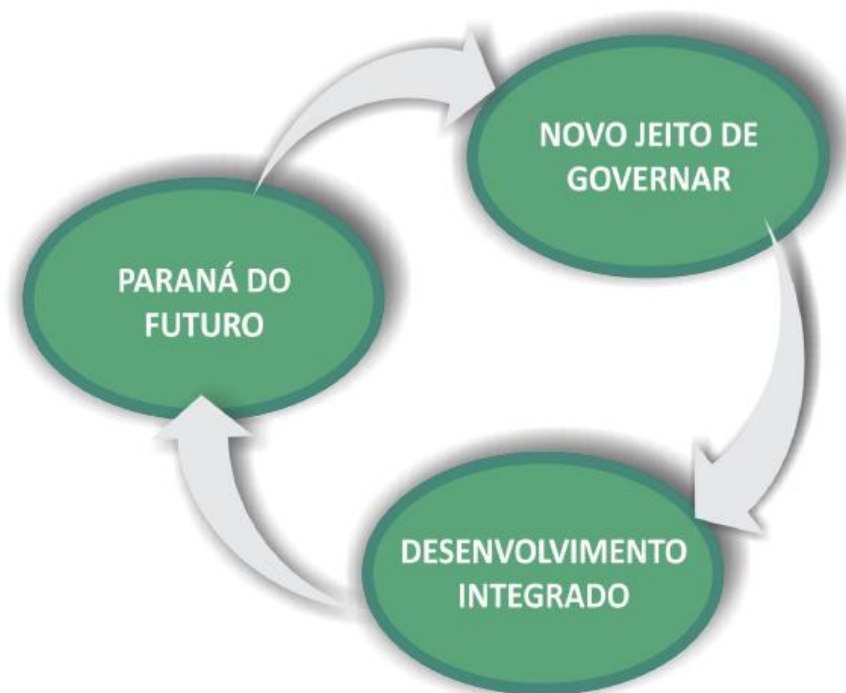 NOVO JEITO DE
GOVERNAR
PARANÁ DO
FUTURO
DESENVOLVIMENTO
INTEGRADO